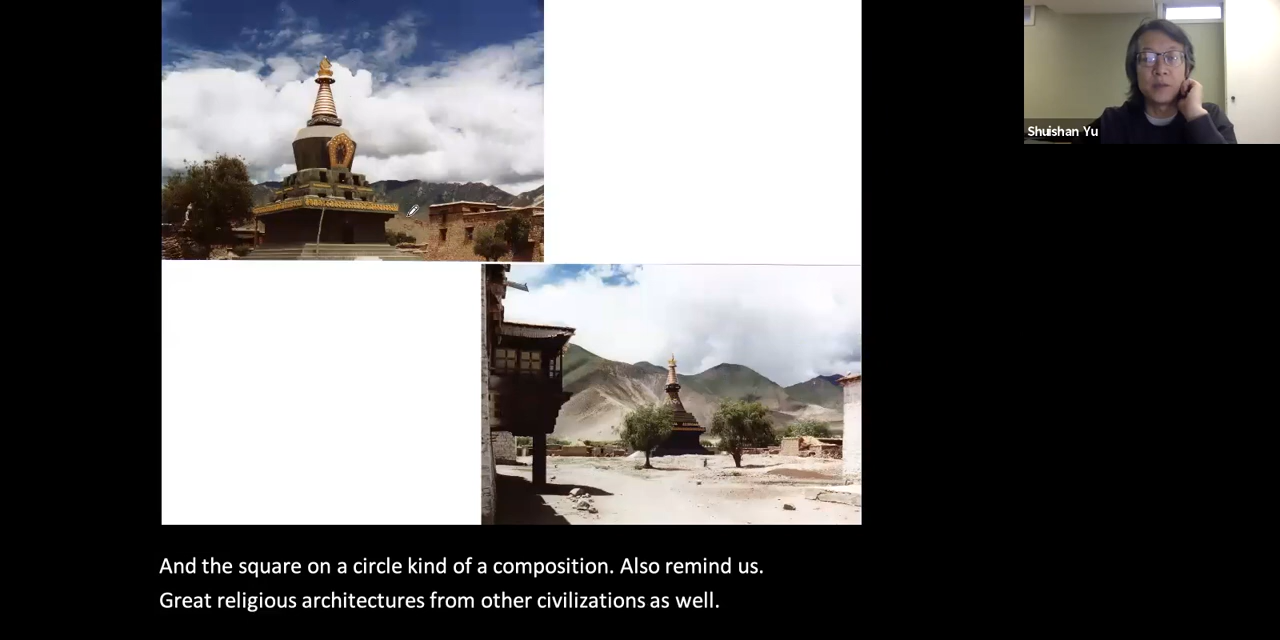 Shuishan Yu
And the square on a circle kind of a composition. Also remind us.
Great religious architectures from other civilizations as well.